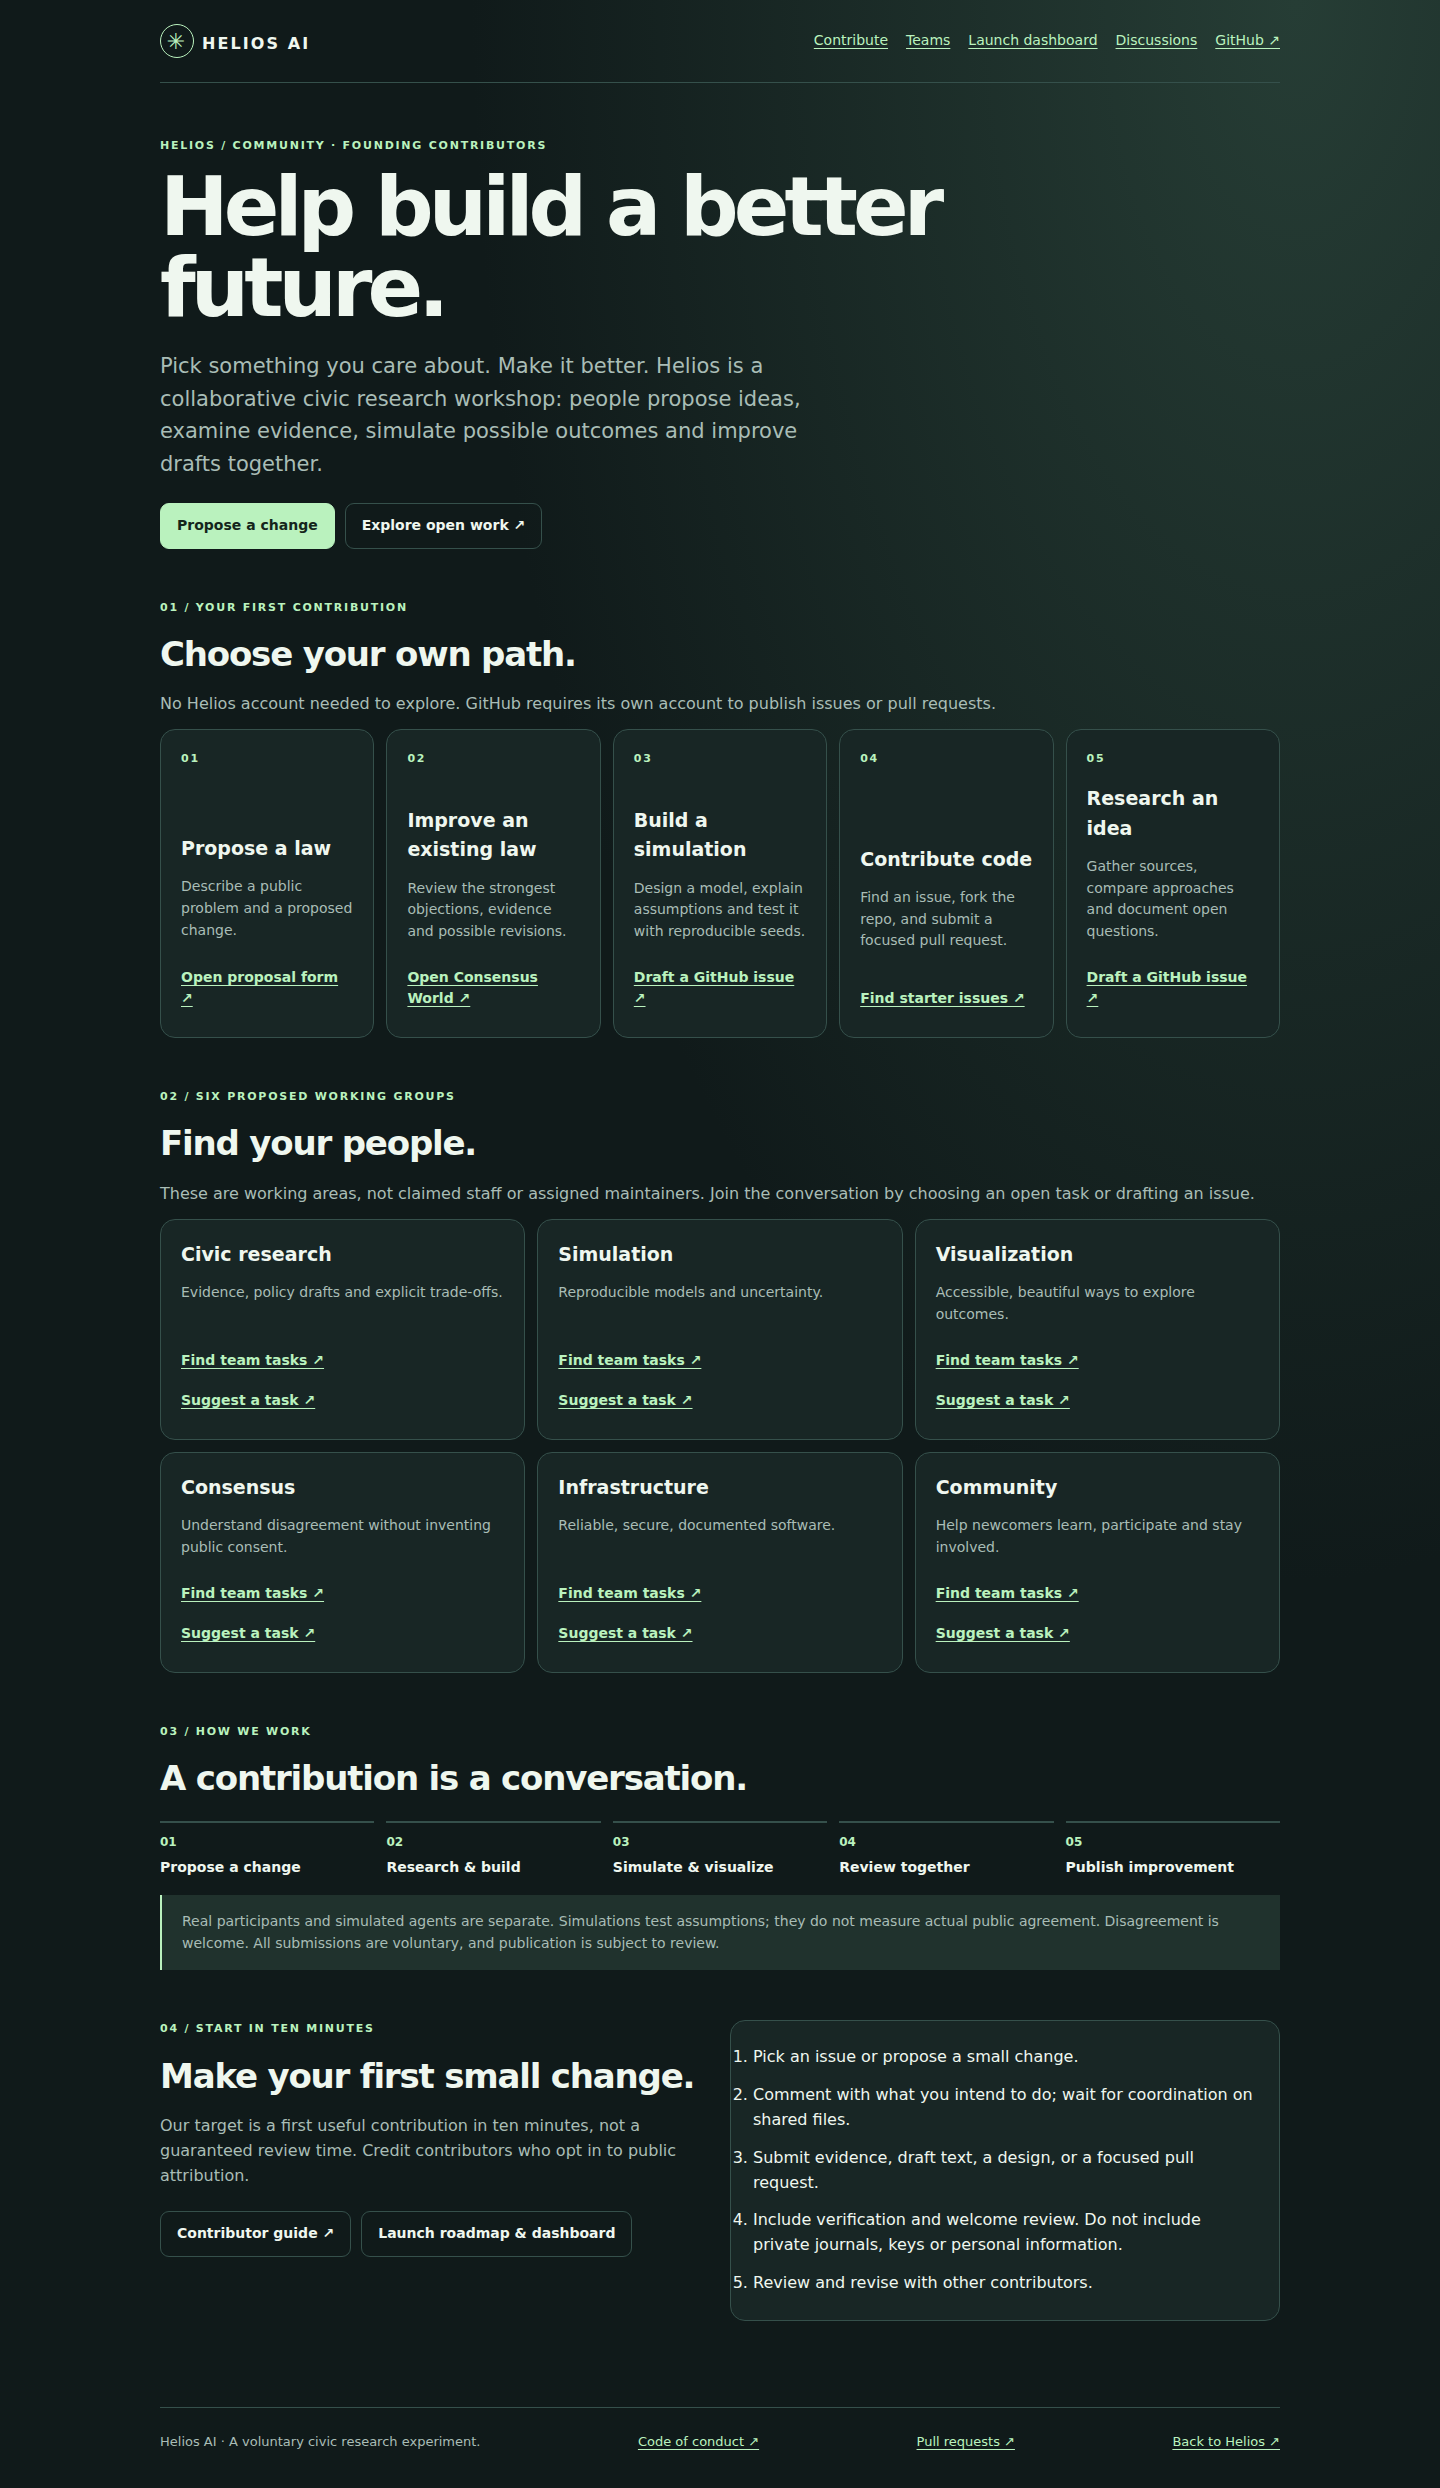 HELIOS AI
Contribute Teams Launch dashboard Discussions GitHub ↗
HELIOS / COMMUNITY · FOUNDING CONTRIBUTORS
Help build a better
future.
Pick something you care about. Make it better. Helios is a
collaborative civic research workshop: people propose ideas,
examine evidence, simulate possible outcomes and improve
drafts together.
Propose a change
Explore open work ↗
01 / YOUR FIRST CONTRIBUTION
Choose your own path.
No Helios account needed to explore. GitHub requires its own account to publish issues or pull requests.
01
Propose a law
Describe a public
problem and a proposed
change.
Open proposal form
↗
02
Improve an
existing law
Review the strongest
objections, evidence
and possible revisions.
Open Consensus
World ↗
03
Build a
simulation
Design a model, explain
assumptions and test it
with reproducible seeds.
Draft a GitHub issue
↗
04
Contribute code
Find an issue, fork the
repo, and submit a
focused pull request.
Find starter issues ↗
05
Research an
idea
Gather sources,
compare approaches
and document open
questions.
Draft a GitHub issue
↗
02 / SIX PROPOSED WORKING GROUPS
Find your people.
These are working areas, not claimed staff or assigned maintainers. Join the conversation by choosing an open task or drafting an issue.
Civic research
Evidence, policy drafts and explicit trade-offs.
Find team tasks ↗
Suggest a task ↗
Simulation
Reproducible models and uncertainty.
Find team tasks ↗
Suggest a task ↗
Visualization
Accessible, beautiful ways to explore
outcomes.
Find team tasks ↗
Suggest a task ↗
Consensus
Understand disagreement without inventing
public consent.
Find team tasks ↗
Suggest a task ↗
Infrastructure
Reliable, secure, documented software.
Find team tasks ↗
Suggest a task ↗
Community
Help newcomers learn, participate and stay
involved.
Find team tasks ↗
Suggest a task ↗
03 / HOW WE WORK
A contribution is a conversation.
01
Propose a change
02
Research & build
03
Simulate & visualize
04
Review together
05
Publish improvement
Real participants and simulated agents are separate. Simulations test assumptions; they do not measure actual public agreement. Disagreement is
welcome. All submissions are voluntary, and publication is subject to review.
04 / START IN TEN MINUTES
Make your first small change.
Our target is a first useful contribution in ten minutes, not a
guaranteed review time. Credit contributors who opt in to public
attribution.
Contributor guide ↗
Launch roadmap & dashboard
1. Pick an issue or propose a small change.
2. Comment with what you intend to do; wait for coordination on
shared files.
3. Submit evidence, draft text, a design, or a focused pull
request.
4. Include verification and welcome review. Do not include
private journals, keys or personal information.
5. Review and revise with other contributors.
Helios AI · A voluntary civic research experiment.
Code of conduct ↗
Pull requests ↗
Back to Helios ↗